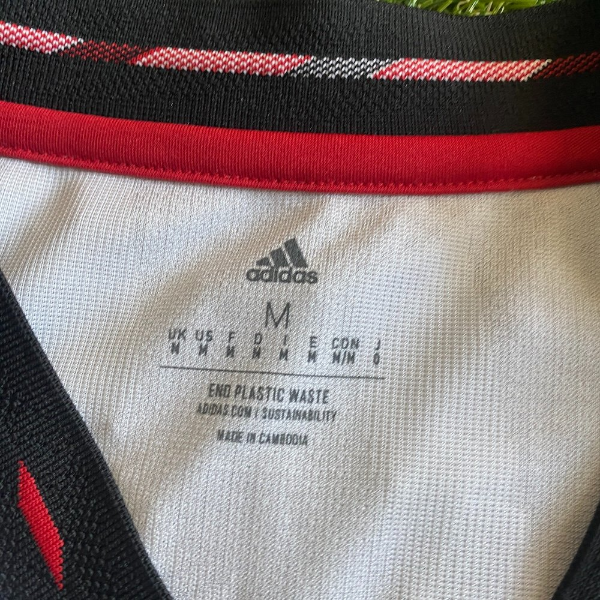 adidas
M
UK US F D I E CON J
M M M M M M M/M O
END PLASTIC WASTE
ADIDAS.COM / SUSTAINABILITY
MADE IN CAMBODIA